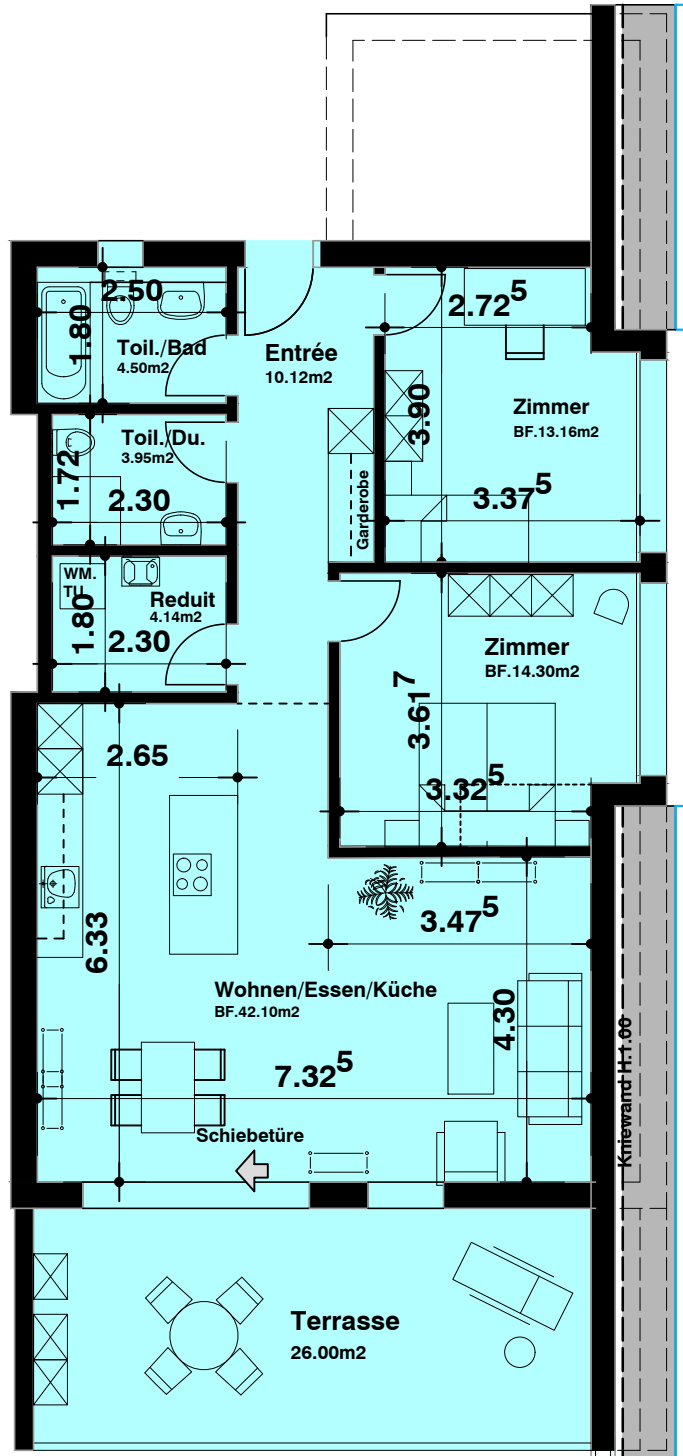 2.50
1.80
Toil./Bad
4.50m2
Entrée
10.12m2
2.72⁵
3.90
Zimmer
BF.13.16m2
Toil./Du.
3.95m2
1.72
2.30
Garderobe
3.37⁵
WM.
TU
1.80
Reduit
4.14m2
2.30
Zimmer
BF.14.30m2
3.61⁷
2.65
3.32⁵
6.33
3.47⁵
Wohnen/Essen/Küche
BF.42.10m2
4.30
7.32⁵
Kniewand H.1.00
Schiebetüre
Terrasse
26.00m2